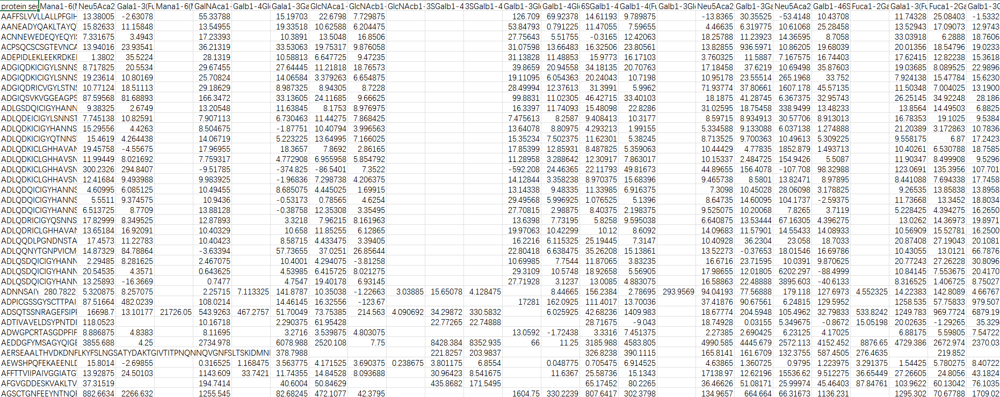 protein sec Mana1-6(M Neu5Aca2 Gala1-3(Fu Mana1-6(M GalNAca1- Galb1-4Glc Gala1-3Ga GlcNAca1- GlcNAcb1- GlcNAcb1-3 3SGalb1-4 3SGalb1-4 Galb1-3Gl Galb1-4Gl 6SGalb1-4 Galb1-4(Fu Galb1-3Gl Neu5Aca2 Galb1-3Ga Neu5Aca2 Galb1-46S Fuca1-2Ga Gala1-3(Fu Fuca1-2Ga Galb1-3G
AAFFSLVVLLALLPFGIH 13.38005 -2.63078 55.33788 15.19703 22.6798 7.729875 126.709 69.92378 14.61193 9.789875 -13.8365 30.35525 -53.4148 10.43708 11.74328 25.08403 -1.5332
AANEADYQAKLTAYQ 15.82633 11.15848 13.54955 19.33518 10.62588 6.204475 53.84793 0.791225 11.47055 7.59655 4.46635 6.319775 10.61068 25.28458 13.52943 17.09073 12.9743
ACNNEWEDEQYEQYIS 7.331675 3.4943 17.23393 10.3891 13.5048 16.8506 27.75643 5.51755 -0.3165 12.42063 18.25788 11.23923 14.36595 8.7058 33.03918 6.2888 18.7606
ACPSQCSCSGTEVNCA 13.94016 23.93541 36.21319 33.53063 19.75317 9.876058 31.07598 13.66483 16.32506 23.80561 13.82855 936.5971 10.86205 19.68039 20.01356 18.54796 19.0233
ADEPIDLEKLEEKRDKEI 1.3802 35.5224 28.1319 10.58813 6.647725 9.47235 31.13828 11.48853 15.9773 16.17103 3.760325 11.5887 7.167575 16.74403 17.62415 12.82238 15.3618
ADGIQDKICIGYLSNNS 8.717825 20.5534 29.67455 27.64445 11.21818 18.76573 39.8659 20.94558 34.18135 20.70763 17.18458 37.6219 10.69498 35.87603 19.03685 8.089525 22.9896
ADGIQDKICIGYLSNNS 19.23614 10.80169 25.70824 14.06584 3.379263 6.654875 19.11095 6.054363 20.24043 10.7198 10.95178 23.55514 265.1968 33.752 7.924138 15.47784 15.6230
ADGIQDRICVGYLSTNS 10.77124 18.51113 29.18629 8.987325 8.94305 8.7228 28.49994 12.37613 31.3991 5.9962 71.93774 37.80661 1607.178 45.57135 11.50348 7.004025 13.1900
ADGIQSVKVGGEAGPS 87.59568 81.68893 166.3472 33.13605 24.11685 9.66625 99.8831 11.02305 46.42715 33.40103 18.1875 41.28745 6.367375 32.95743 26.25145 34.92248 28.186
ADLGSDQICIGYHANN 9.38325 2.6749 13.20548 11.63845 8.1753 8.976975 16.3397 11.74093 15.48098 22.8286 31.02595 18.75458 338.9499 13.48233 13.8564 14.49503 6.8825
ADLQDEICIGYLSNNST 7.745138 10.82591 7.907113 6.730463 11.44275 7.868425 7.475613 8.2587 9.408413 10.3177 8.59715 8.934913 30.57706 8.913013 16.78353 19.1025 9.5384
ADLQDKICIGYHANNS 15.29556 4.4263 8.504675 -1.87751 10.40794 3.996563 13.64078 8.80975 4.293213 1.99155 5.334588 9.133088 6.037138 1.274888 21.20389 3.172863 10.7836
ADLQDKICIGYQTNNS 15.4619 4.264438 14.06719 5.223225 13.64995 7.166025 15.35234 7.502375 11.62301 5.38245 8.713525 9.700363 10.49613 5.309225 9.558175 6.87 17.2423
ADLQDKICLGHHAVAN 19.45758 -4.55675 17.96955 18.3657 7.8692 2.86165 17.85399 12.85931 8.487825 5.359063 10.44429 4.77835 1852.879 1.493713 10.40261 6.530788 18.7585
ADLQDKICLGHHAVSN 11.99449 8.021692 7.759317 4.772908 6.955958 5.854792 11.28958 3.288642 12.30917 7.863017 10.15337 2.484725 154.9426 5.5087 11.90347 8.499908 9.5296
ADLQDKICLGHHAVSN 300.2326 294.8407 -9.51785 -374.825 -86.5401 7.3522 -592.208 24.46365 22.11793 49.81673 44.89655 156.4078 -107.708 98.32988 123.0691 135.3956 107.701
ADLQDKICLGHHAVSN 12.41684 9.493988 9.983925 -1.96836 7.298738 4.206375 14.12844 3.358238 8.970375 15.68396 9.465738 8.5801 13.82471 8.97895 8.441088 7.694338 17.7458
ADLQDQICIGYHANNS 4.60995 6.085125 10.49455 8.685075 4.445025 1.69915 13.14338 9.48335 11.33985 6.916375 7.3098 10.45028 28.06098 3.178825 9.26535 13.85838 13.8958
ADLQDQICIGYHANNS 5.5511 9.374575 10.9436 -0.53173 0.78565 4.6254 29.49568 5.996925 1.076525 5.1396 8.64735 14.60095 104.1737 -2.59375 11.73668 13.3452 18.8034
ADLQDQICIGYHANNS 6.513725 8.7709 13.88128 -0.38758 12.35308 3.35495 27.70815 2.98875 8.40375 2.198375 9.525075 10.20068 7.8265 3.7119 5.228425 4.394275 16.2650
ADLQDRICIGYQSNNS 17.82999 8.349525 12.87893 3.3218 7.96215 8.161963 13.6398 7.73195 5.8258 9.595038 6.640875 13.53444 67.16305 4.396275 13.0262 14.36973 19.8971
ADLQDRICLGHHAVAN 13.65184 16.92091 10.40329 10.658 11.85255 6.12865 19.97063 10.42299 10.12 8.6092 14.09683 11.57901 14.55433 14.08933 10.56909 15.52781 16.2500
ADLQQDLPGNDNSTA 17.4573 11.22783 10.40423 8.58715 4.433475 3.39405 16.2216 6.115325 25.19445 7.3147 10.40928 36.2304 23.058 18.7033 20.87408 27.19043 20.1081
ADLQQNYTGNPVICM 14.87329 84.78864 -3.63394 57.73655 37.0251 26.85644 22.80418 6.638475 35.26208 15.13861 13.52273 -0.37653 18.01546 16.69786 10.43055 13.0121 66.7876
ADLQSDQICIGYHANN 2.29485 8.281625 2.467075 10.4001 4.294075 -3.81258 10.69985 7.7544 11.87065 3.83235 16.6716 23.71595 10.0391 9.870625 20.77243 27.26228 30.8096
ADLQSDQICIGYHANN 20.54535 4.3571 0.643625 4.53985 6.415725 8.021275 29.3109 10.5748 18.92658 5.56905 17.98655 12.01805 6202.297 -88.4999 10.84145 7.553675 20.4170
ADLQSDQICIGYHANN 13.25893 -16.3669 0.7477 4.7547 19.40178 6.93145 27.71928 3.1237 13.0085 4.883075 16.58863 22.48888 3895.603 -40.6133 8.316525 1.406725 8.75027
ADNNSAIY 280.7822 5.320875 8.257075 2.25715 7.113325 141.8787 10.35038 -1.22663 3.03885 15.65078 4.128475 8.44665 156.2384 2.78695 293.9569 94.04193 77.56888 179.118 127.6973 4.552325 14.22383 142.8089 4.66767
ADPICGSSGYSCTTPAI 87.51664 482.0239 108.0214 14.46145 16.32556 -123.67 17281 162.0925 111.4017 13.70036 37.41876 90.67561 6.24815 129.5952 1258.535 57.75833 979.507
ADSQTSSNRAGEFSIPI 16698.7 13.10177 21726.05 543.9263 467.2757 51.70049 73.75385 214.563 4.090692 34.29872 330.5832 6.025925 42.68236 1409.983 18.67774 204.5948 105.4962 32.79833 533.8242 1249.783 969.7724 6879.19
ADTIVAVELDSYPNTDI 118.0523 10.16718 2.290375 61.95428 22.77265 22.74888 28.71675 -9.043 18.74928 0.03155 5.349675 -0.8672 15.05198 20.02635 -1.29265 35.329
ADWGPCRTASGDPFIF 8.886875 4.8383 8.11695 3.2716 3.539875 4.803075 13.0592 -1.72438 3.3316 7.451375 2.27385 2.690425 6.23125 4.17025 6.88175 5.59805 7.54722
AEDDGFYMSAGYQIGE 3855.688 4.25 2734.978 6078.988 2520.108 7.75 8428.384 8352.935 66 11.25 3185.988 4583.805 4990.585 4445.679 2572.113 4152.452 8876.65 4729.386 2672.974 2370.03
AERSEAALTHVDKDNFLKYFSLNGSATYDAKTGIVTITPNQNNQVGNFSLTSKIDMNI 378.7988 221.8257 203.9837 326.8238 390.1115 165.8141 161.6709 132.3755 587.4505 276.4635 219.852
AEWSHPQFEKAEENLI 15.8014 -2.69855 0.316525 1.168475 3.563775 4.171525 3.690375 0.238675 3.801175 6.8554 0.048775 0.705475 6.914525 4.63865 1.360725 0.9795 1.223975 3.291375 1.54425 5.780275 8.40722
AFFTTVIIPAIVGGIATG 13.92875 24.50103 1143.609 33.7421 11.74355 14.84528 8.093688 30.96423 8.541675 11.6367 25.58736 15.1343 17138.97 12.62196 15536.62 9.512275 36.65449 27.26605 24.8056 43.1824
AFGVGDDESKVAKLTV 37.31519 194.7414 40.6004 50.84629 435.8682 171.5495 65.17452 80.2265 36.46626 51.08171 25.99974 45.46403 87.84761 103.9622 60.13042 76.1035
AGSCTGNFEEYNTNQI 882.6634 2266.632 1255.545 82.68245 472.1077 42.3795 1604.75 330.2239 807.6417 302.3798 134.9657 664.664 66.31673 1136.231 1295.302 70.67788 1709.02